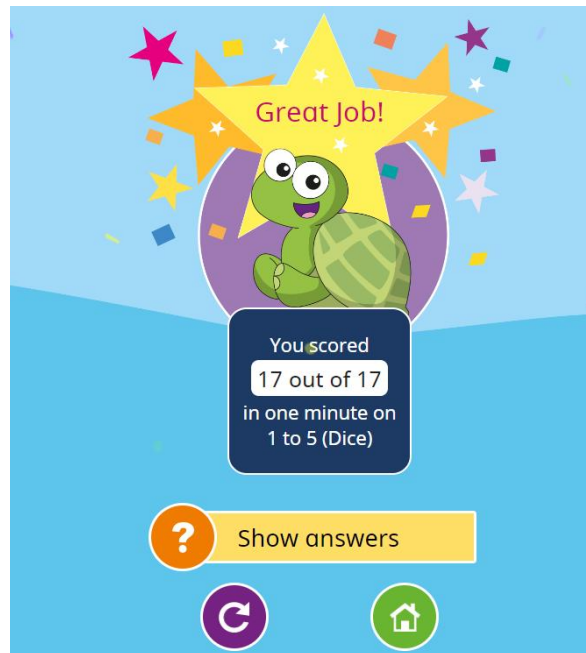 Great Job!
You scored
17 out of 17
in one minute on
1 to 5 (Dice)
?
Show answers